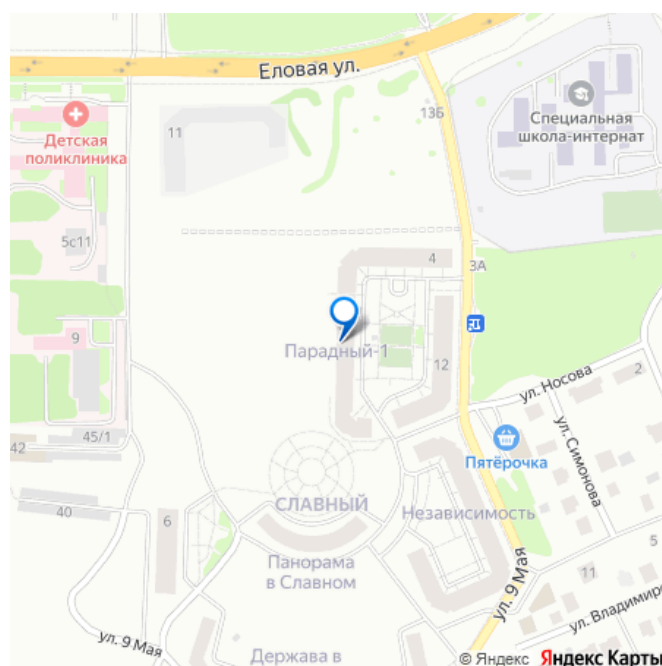 Еловая ул.
13Б
11
Детская
поликлиника
Специальная
школа-интернат
5с11
4
3А
9
Парадный-1
12
2
ул. Носова
45/1
42
Пятёрочка
ул. Симонова
СЛАВНЫЙ
40
6
Независимость
Панорама
в Славном
ул. 9 Мая
5
11
ул. 9 Мая
ул. Владимиро
Держава в
© Яндекс Яндекс Карты